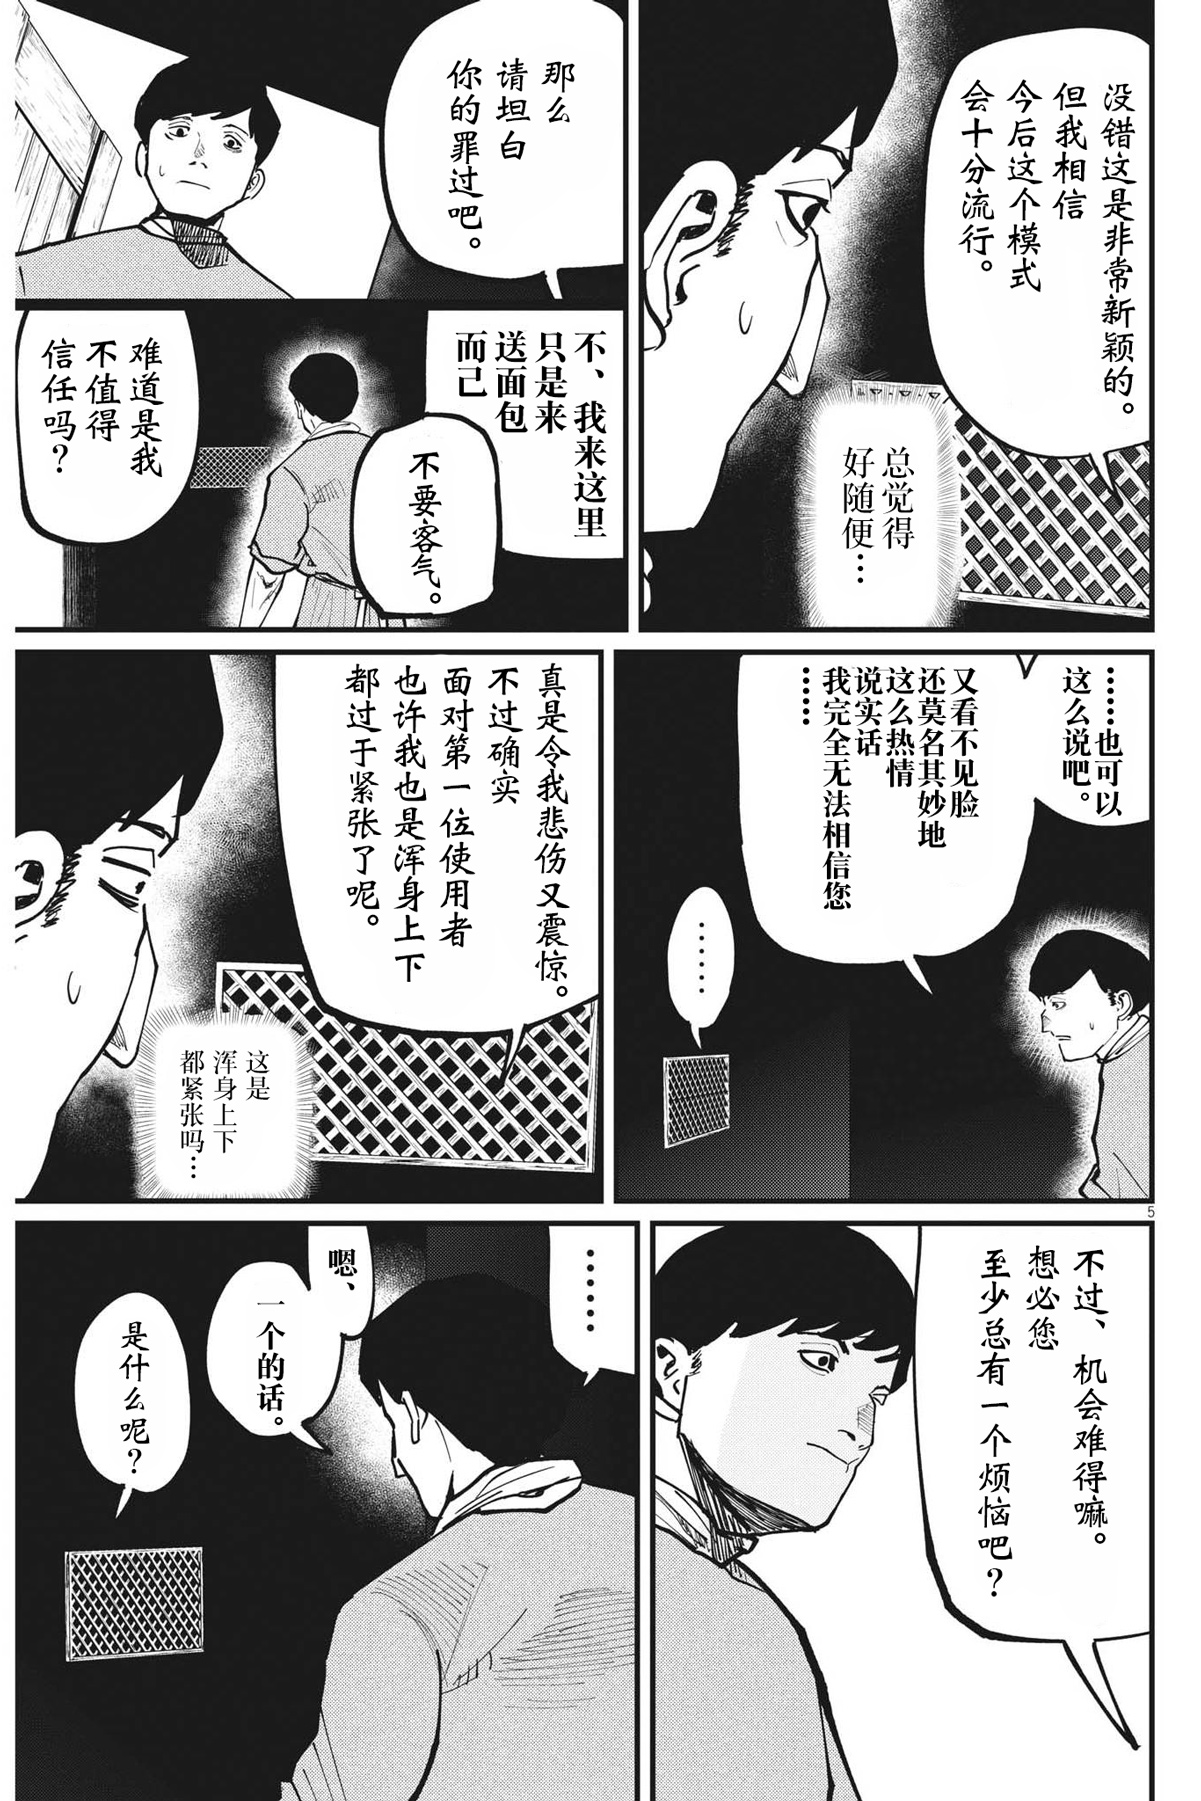 没错这是非常新颖的。
但我相信
今后这个模式
会十分流行。
总觉得
好随便…
那么
请坦白
你的罪过吧。
不、我来这里
只是来
送面包
而已
不要客气。
难道是我
不值得
信任吗？
……也可以
这么说吧。
又看不见脸
还莫名其妙地
这么热情
说实话
我完全无法相信您
……
……
真是令我悲伤又震惊。
不过确实
面对第一位使用者
也许我也是浑身上下
都过于紧张了呢。
这是
浑身上下
都紧张吗…
5
不过、机会难得嘛。
想必您
至少总有一个烦恼吧？
……
嗯、
一个的话。
是什么呢？